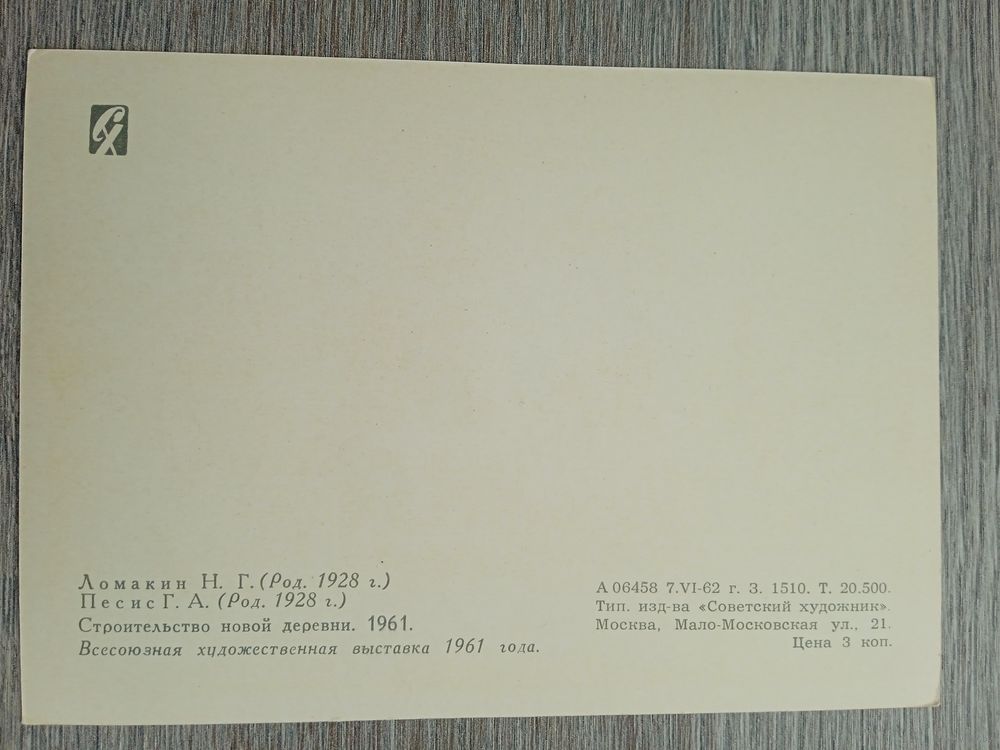 СХ
Ломакин Н. Г. (Род. 1928 г.)
Песис Г. А. (Род. 1928 г.)
Строительство новой деревни. 1961.
Всесоюзная художественная выставка 1961 года.
А 06458 7.VI-62 г. З. 1510. Т. 20.500.
Тип. изд-ва «Советский художник».
Москва, Мало-Московская ул., 21.
Цена 3 коп.